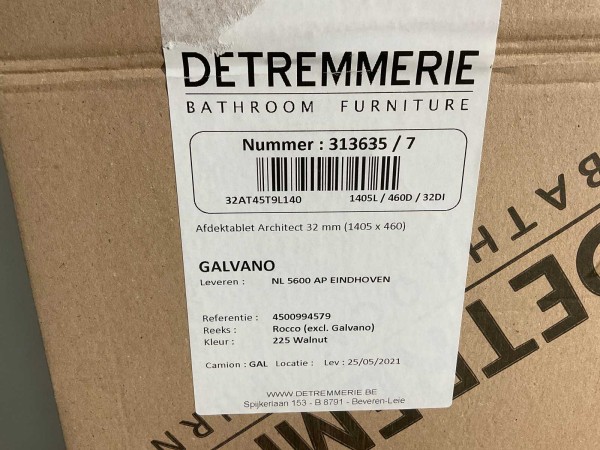 DETREMMERIE
BATHROOM FURNITURE
Nummer : 313635 / 7
32AT45T9L140 1405L / 460D / 32DI
Afdektablet Architect 32 mm (1405 x 460)
GALVANO
Leveren : NL 5600 AP EINDHOVEN
Referentie : 4500994579
Reeks : Rocco (excl. Galvano)
Kleur : 225 Walnut
Camion : GAL Locatie : Lev : 25/05/2021
WWW.DETREMMERIE.BE
Spijkerlaan 153 - B 8791 - Beveren-Leie
DETREM
BATH